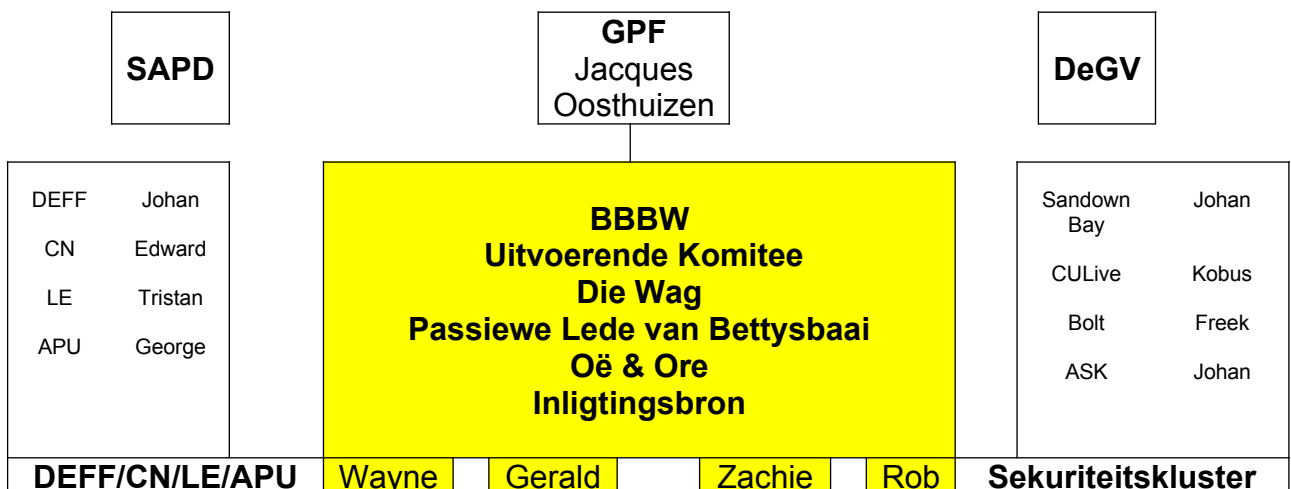 SAPD
GPF
Jacques
Oosthuizen
DeGV
DEFF Johan
CN Edward
LE Tristan
APU George
BBBW
Uitvoerende Komitee
Die Wag
Passiewe Lede van Bettysbaai
Oë & Ore
Inligtingsbron
Sandown Johan
Bay
CULive Kobus
Bolt Freek
ASK Johan
DEFF/CN/LE/APU Wayne Gerald Zachie Rob Sekuriteitskluster